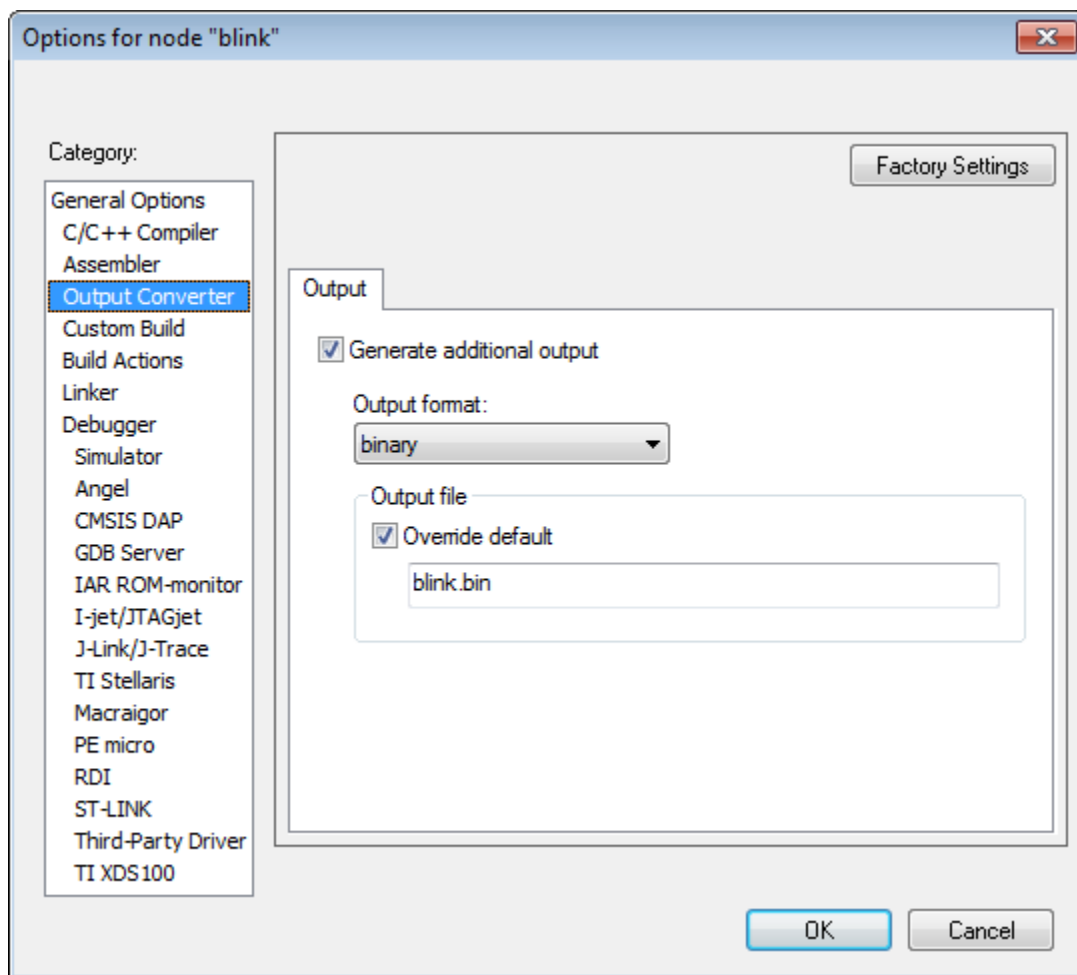 Options for node "blink"
Category:
Factory Settings
General Options
C/C++ Compiler
Assembler
Output Converter
Custom Build
Build Actions
Linker
Debugger
Simulator
Angel
CMSIS DAP
GDB Server
IAR ROM-monitor
I-jet/JTAGjet
J-Link/J-Trace
TI Stellaris
Macraigor
PE micro
RDI
ST-LINK
Third-Party Driver
TI XDS100
Output
Generate additional output
Output format:
binary
Output file
Override default
blink.bin
OK
Cancel